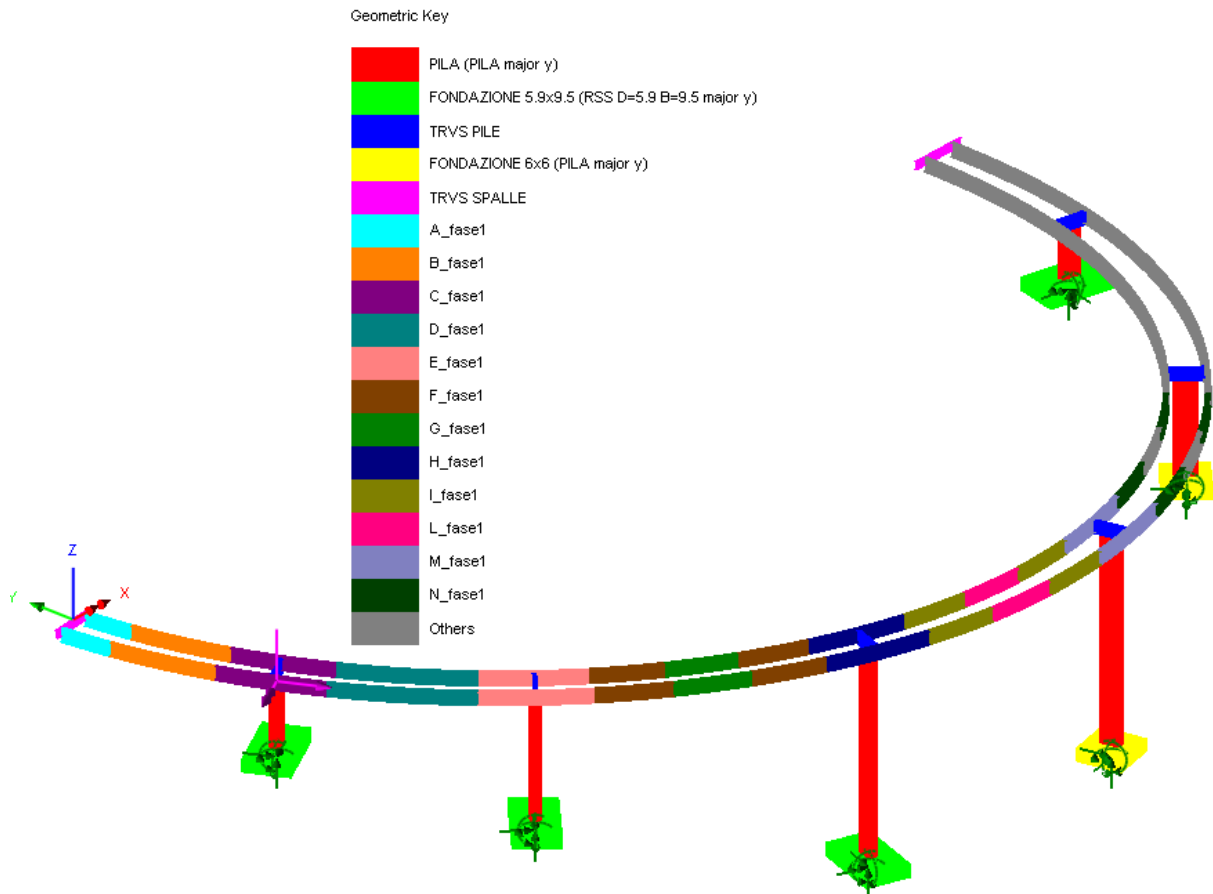 Geometric Key
PILA (PILA major y)
FONDAZIONE 5.9x9.5 (RSS D=5.9 B=9.5 major y)
TRVS PILE
FONDAZIONE 6x6 (PILA major y)
TRVS SPALLE
A_fase1
B_fase1
C_fase1
D_fase1
E_fase1
F_fase1
G_fase1
H_fase1
I_fase1
L_fase1
M_fase1
N_fase1
Others
Z
Y
X